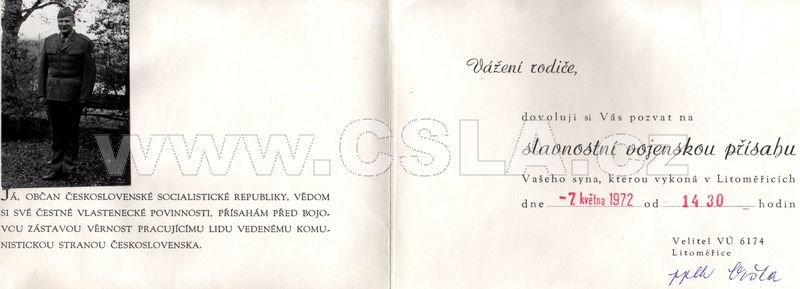 JÁ, OBČAN ČESKOSLOVENSKÉ SOCIALISTICKÉ REPUBLIKY, VĚDOM
SI SVÉ ČESTNÉ VLASTENECKÉ POVINNOSTI, PŘÍSAHÁM PŘED BOJO-
VOU ZÁSTAVOU VĚRNOST PRACUJÍCÍMU LIDU VEDENÉMU KOMU-
NISTICKOU STRANOU ČESKOSLOVENSKA.
Vážení rodiče,
dovoluji si Vás pozvat na
slavnostní vojenskou přísahu
Vašeho syna, kterou vykoná v Litoměřicích
dne -7. května 1972 od 14 30 hodin
Velitel VÚ 6174
Litoměřice
pplk
www.CSLA.cz